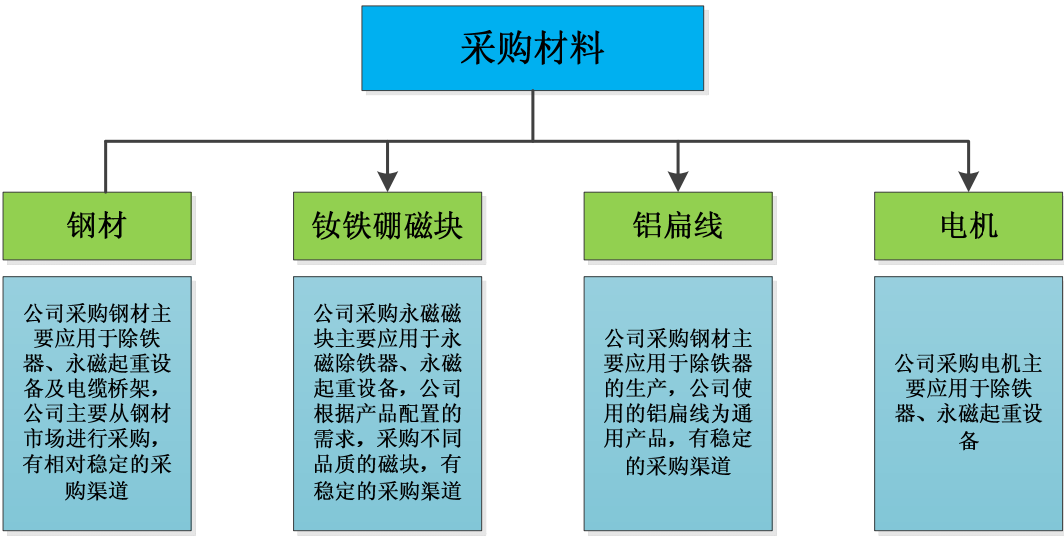 采购材料
钢材
钕铁硼磁块
铝扁线
电机
公司采购钢材主
要应用于除铁
器、永磁起重设
备及电缆桥架，
公司主要从钢材
市场进行采购，
有相对稳定的采
购渠道
公司采购永磁磁
块主要应用于永
磁除铁器、永磁
起重设备，公司
根据产品配置的
需求，采购不同
品质的磁块，有
稳定的采购渠道
公司采购钢材主
要应用于除铁器
的生产，公司使
用的铝扁线为通
用产品，有稳定
的采购渠道
公司采购电机主
要应用于除铁
器、永磁起重设
备